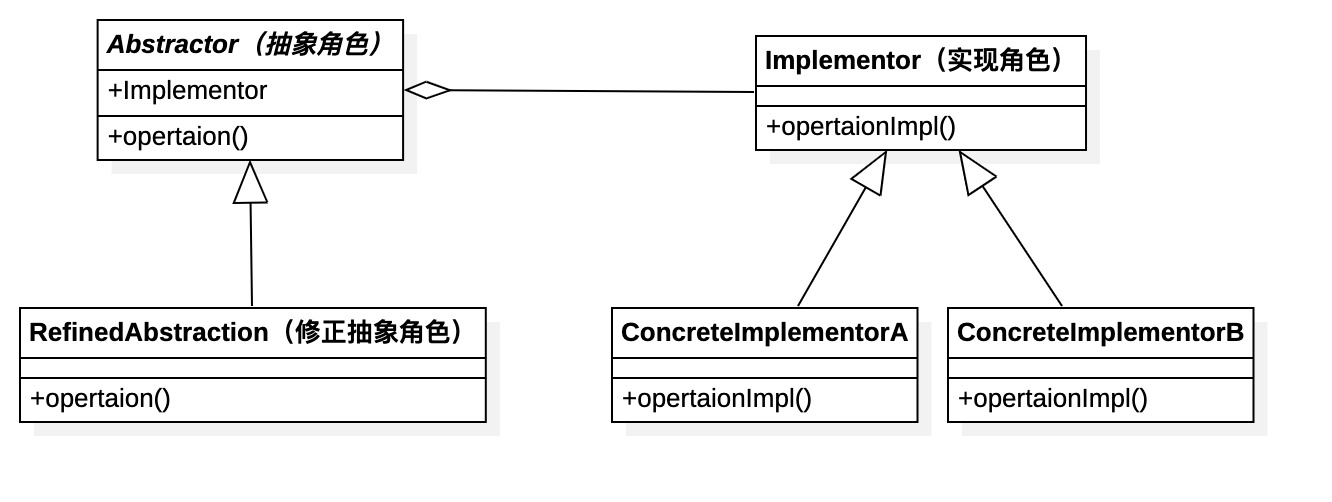 Abstractor（抽象角色）
+Implementor
+opertaion()
Implementor（实现角色）
+opertaionImpl()
RefinedAbstraction（修正抽象角色）
+opertaion()
ConcreteImplementorA
+opertaionImpl()
ConcreteImplementorB
+opertaionImpl()